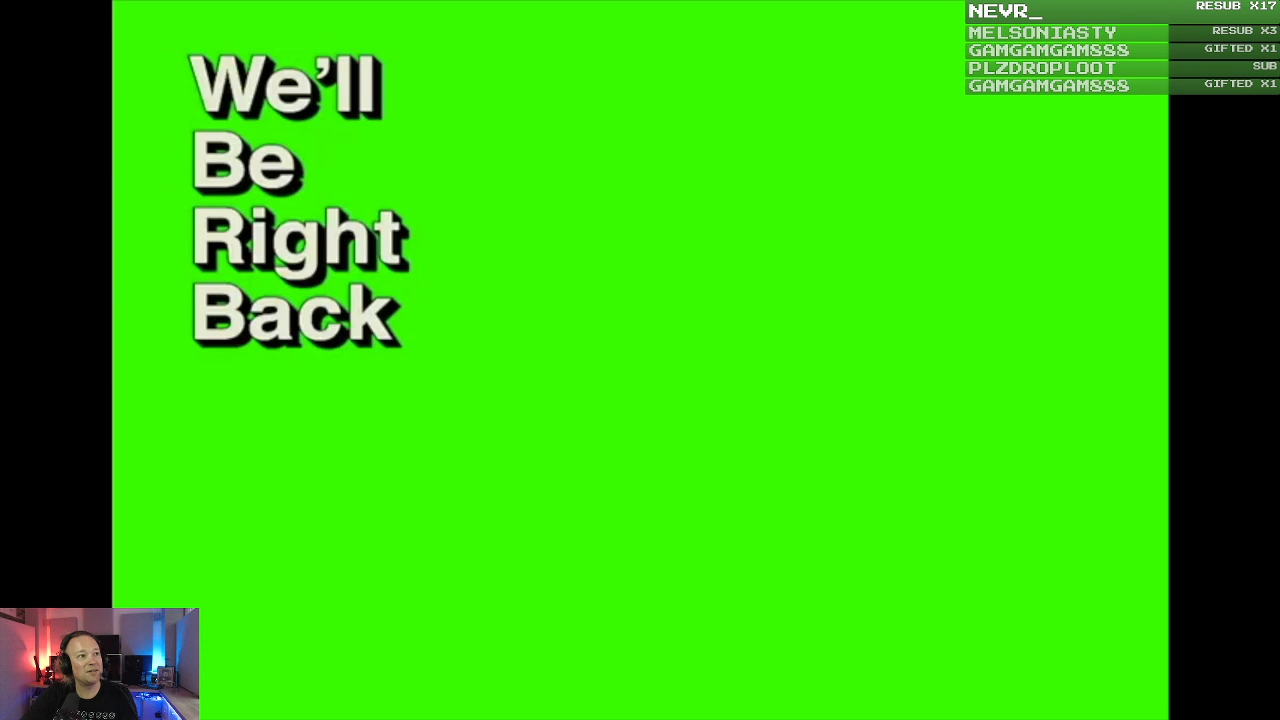 We'll
Be
Right
Back
NEVR_ RESUB X17
MELSONIASTY RESUB X3
GAMGAMGAM888 GIFTED X1
PLZDROPLOOT SUB
GAMGAMGAM888 GIFTED X1